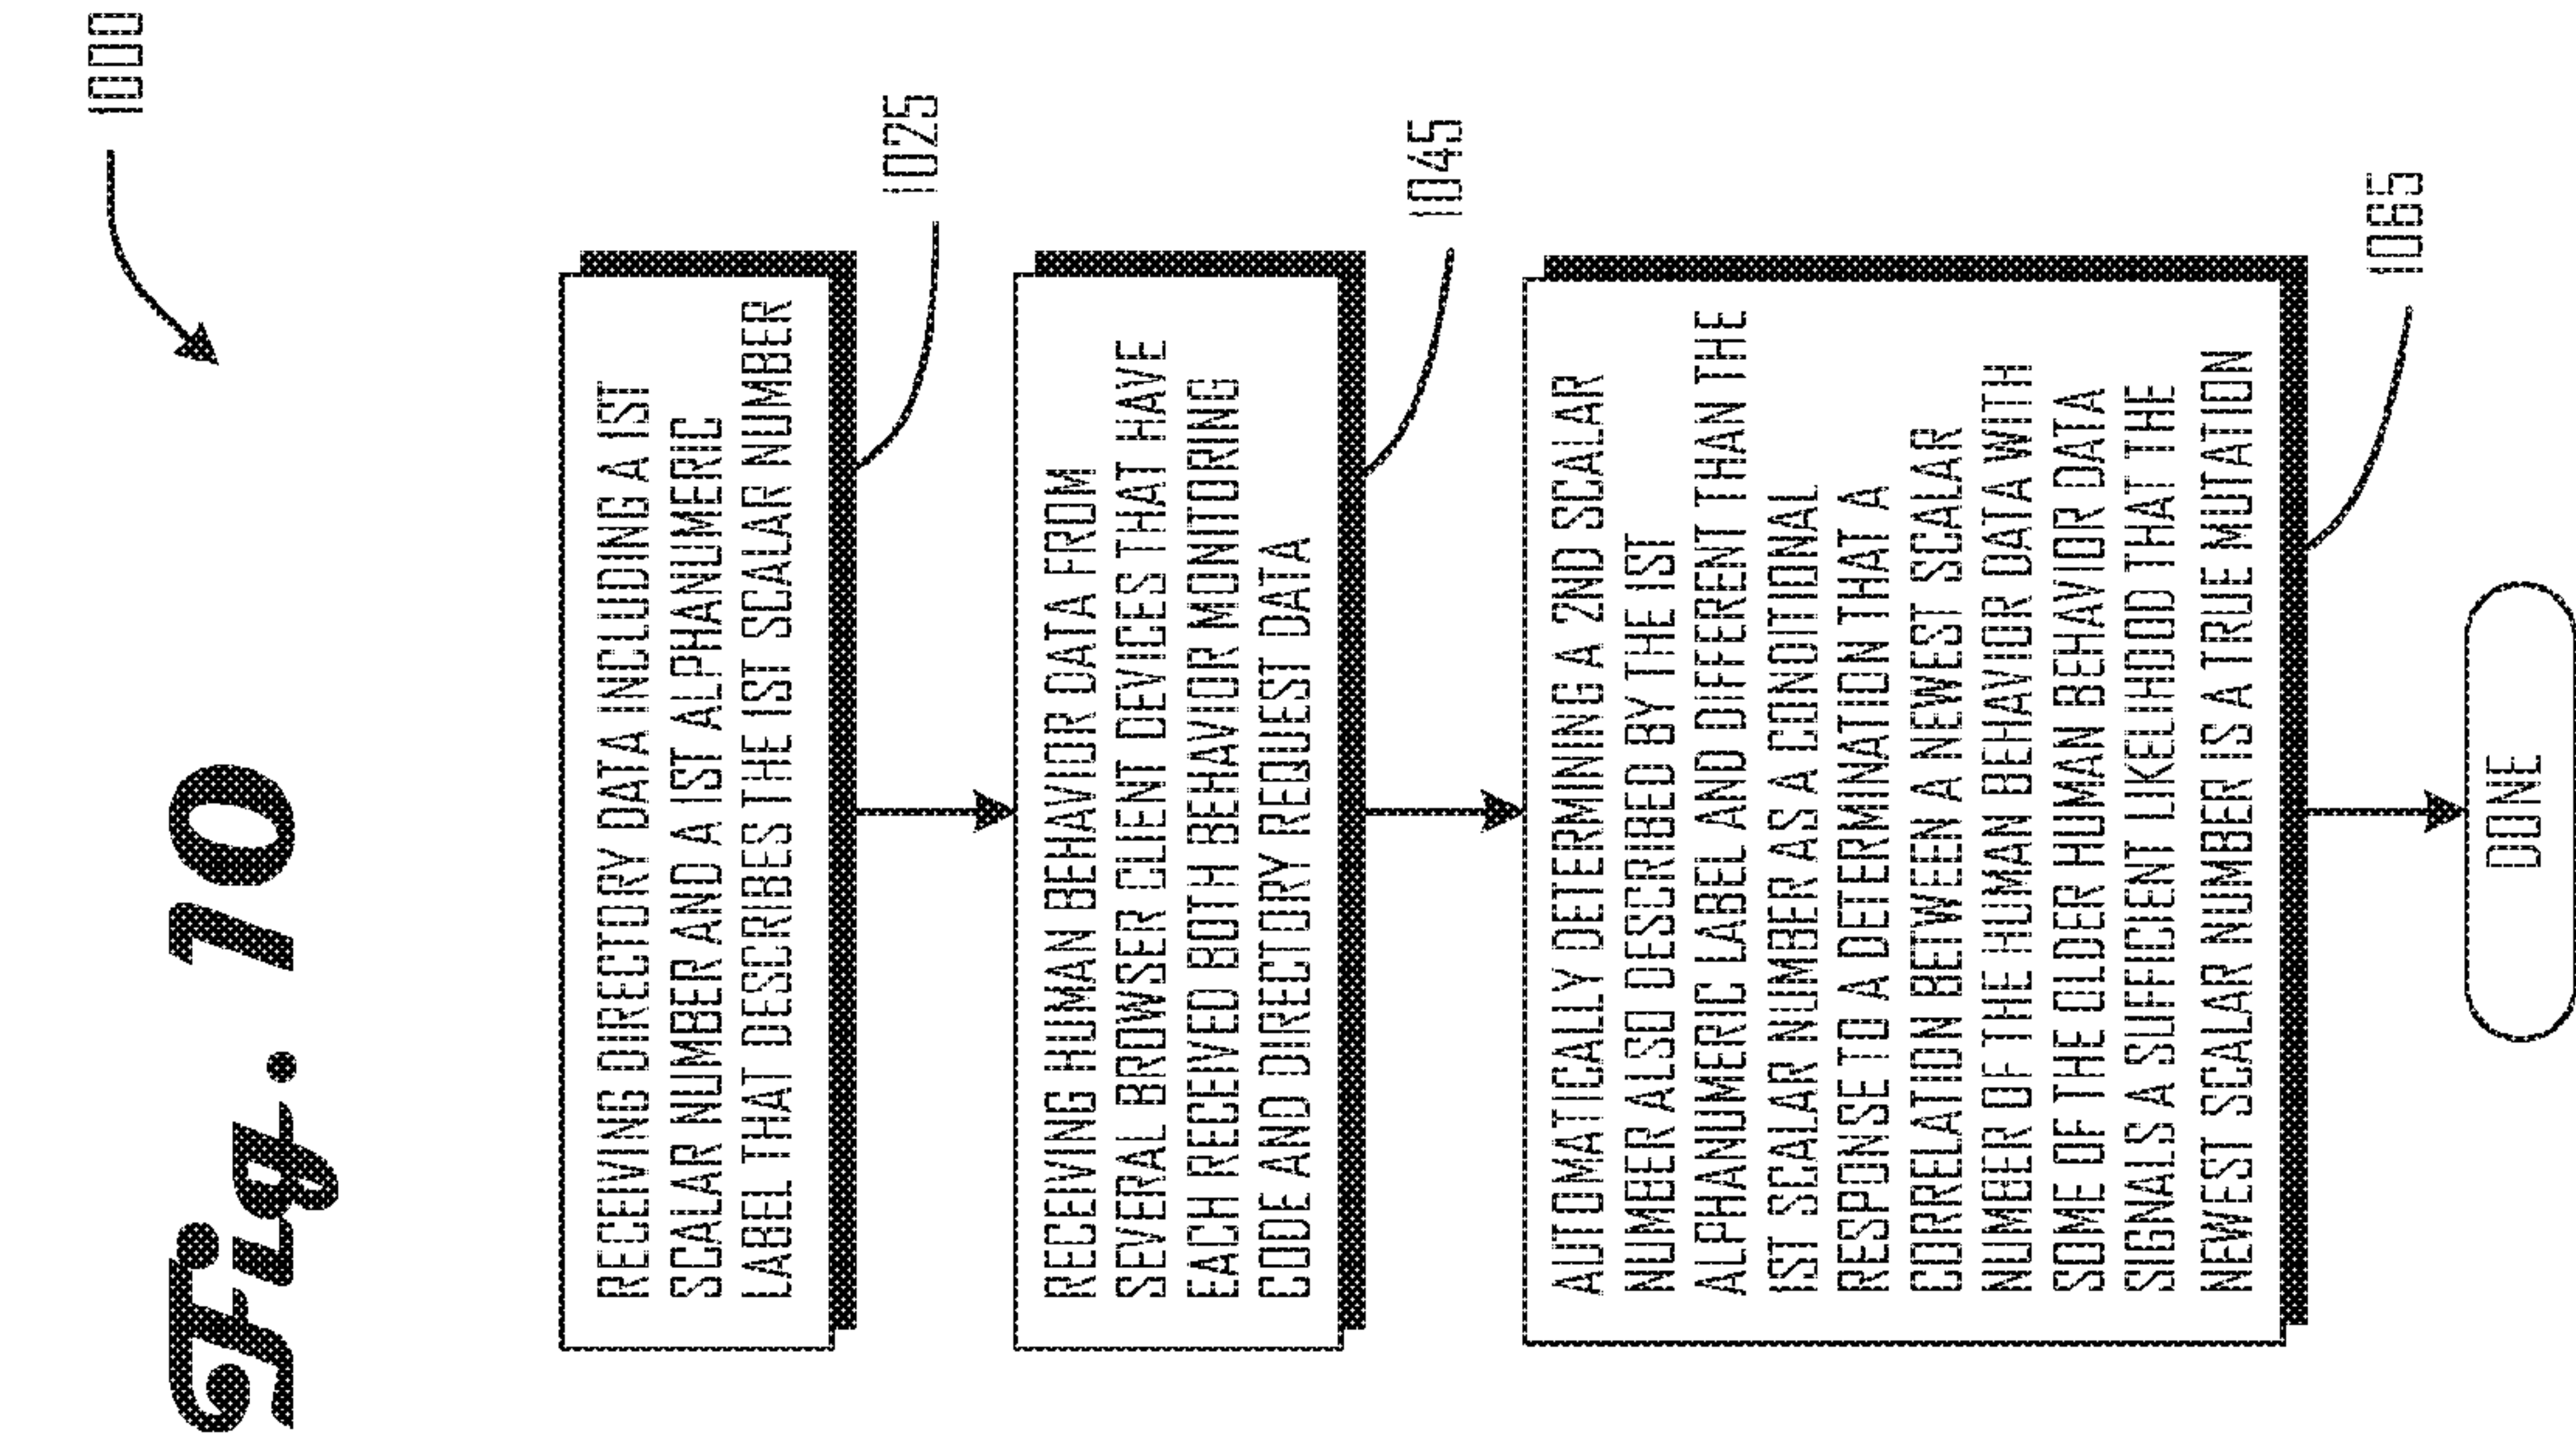 Fig. 10
1000
RECEIVING DIRECTORY DATA INCLUDING A 1ST
SCALAR NUMBER AND A 1ST ALPHANUMERIC
LABEL THAT DESCRIBES THE 1ST SCALAR NUMBER
1025
RECEIVING HUMAN BEHAVIOR DATA FROM
SEVERAL BROWSER CLIENT DEVICES THAT HAVE
EACH RECEIVED BOTH BEHAVIOR MONITORING
CODE AND DIRECTORY REQUEST DATA
1045
AUTOMATICALLY DETERMINING A 2ND SCALAR
NUMBER ALSO DESCRIBED BY THE 1ST
ALPHANUMERIC LABEL AND DIFFERENT THAN THE
1ST SCALAR NUMBER AS A CONDITIONAL
RESPONSE TO A DETERMINATION THAT A
CORRELATION BETWEEN A NEWEST SCALAR
NUMBER OF THE HUMAN BEHAVIOR DATA WITH
SOME OF THE OLDER HUMAN BEHAVIOR DATA
SIGNALS A SUFFICIENT LIKELIHOOD THAT THE
NEWEST SCALAR NUMBER IS A TRUE MUTATION
1065
DONE